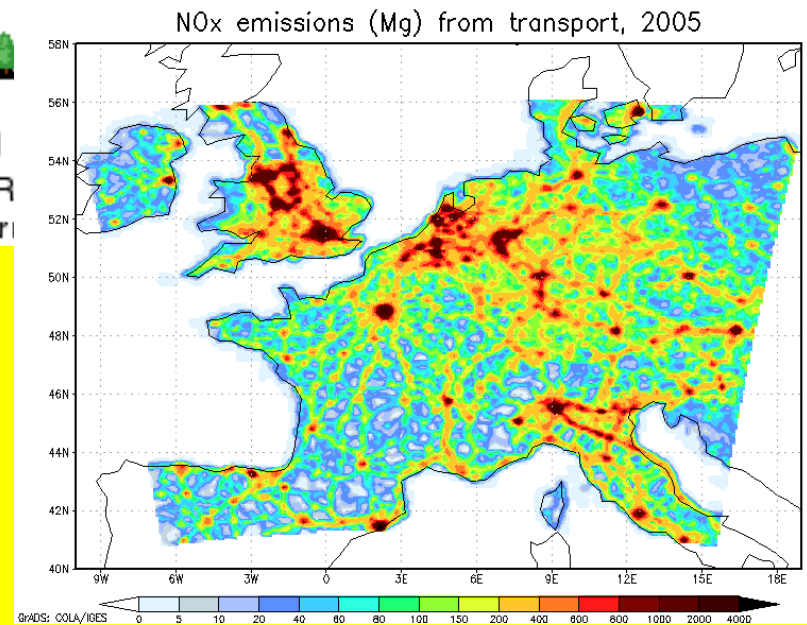 NOx emissions (Mg) from transport, 2005
R
58N
56N
54N
52N
50N
48N
46N
44N
42N
40N
9W 6W 3W 0 3E 6E 9E 12E 15E 18E
0 5 10 20 40 60 80 100 150 200 400 600 800 1000 2000 4000
GrADS: COLA/IGES